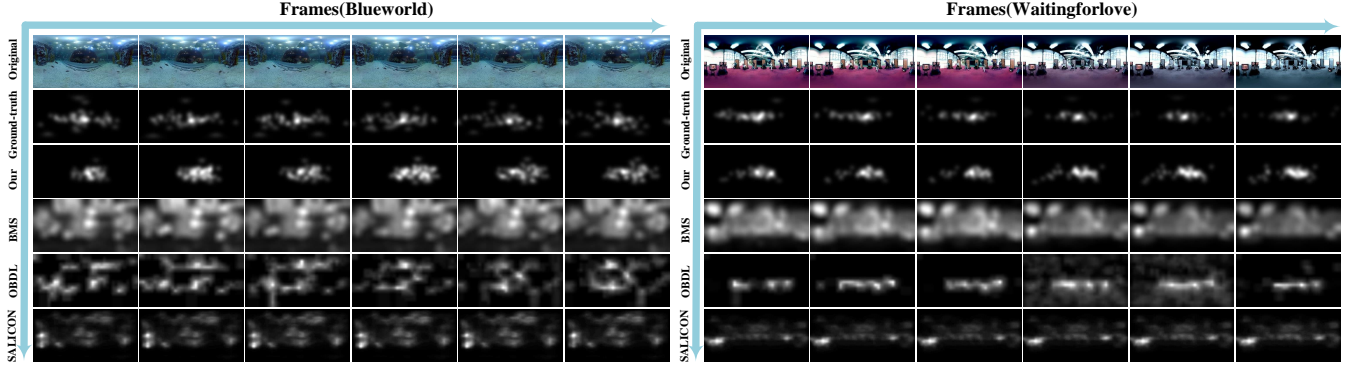 Frames(Blueworld)
Original
Ground-truth
Our
BMS
OBDL
SALICON
Frames(Waitingforlove)
Original
Ground-truth
Our
BMS
OBDL
SALICON